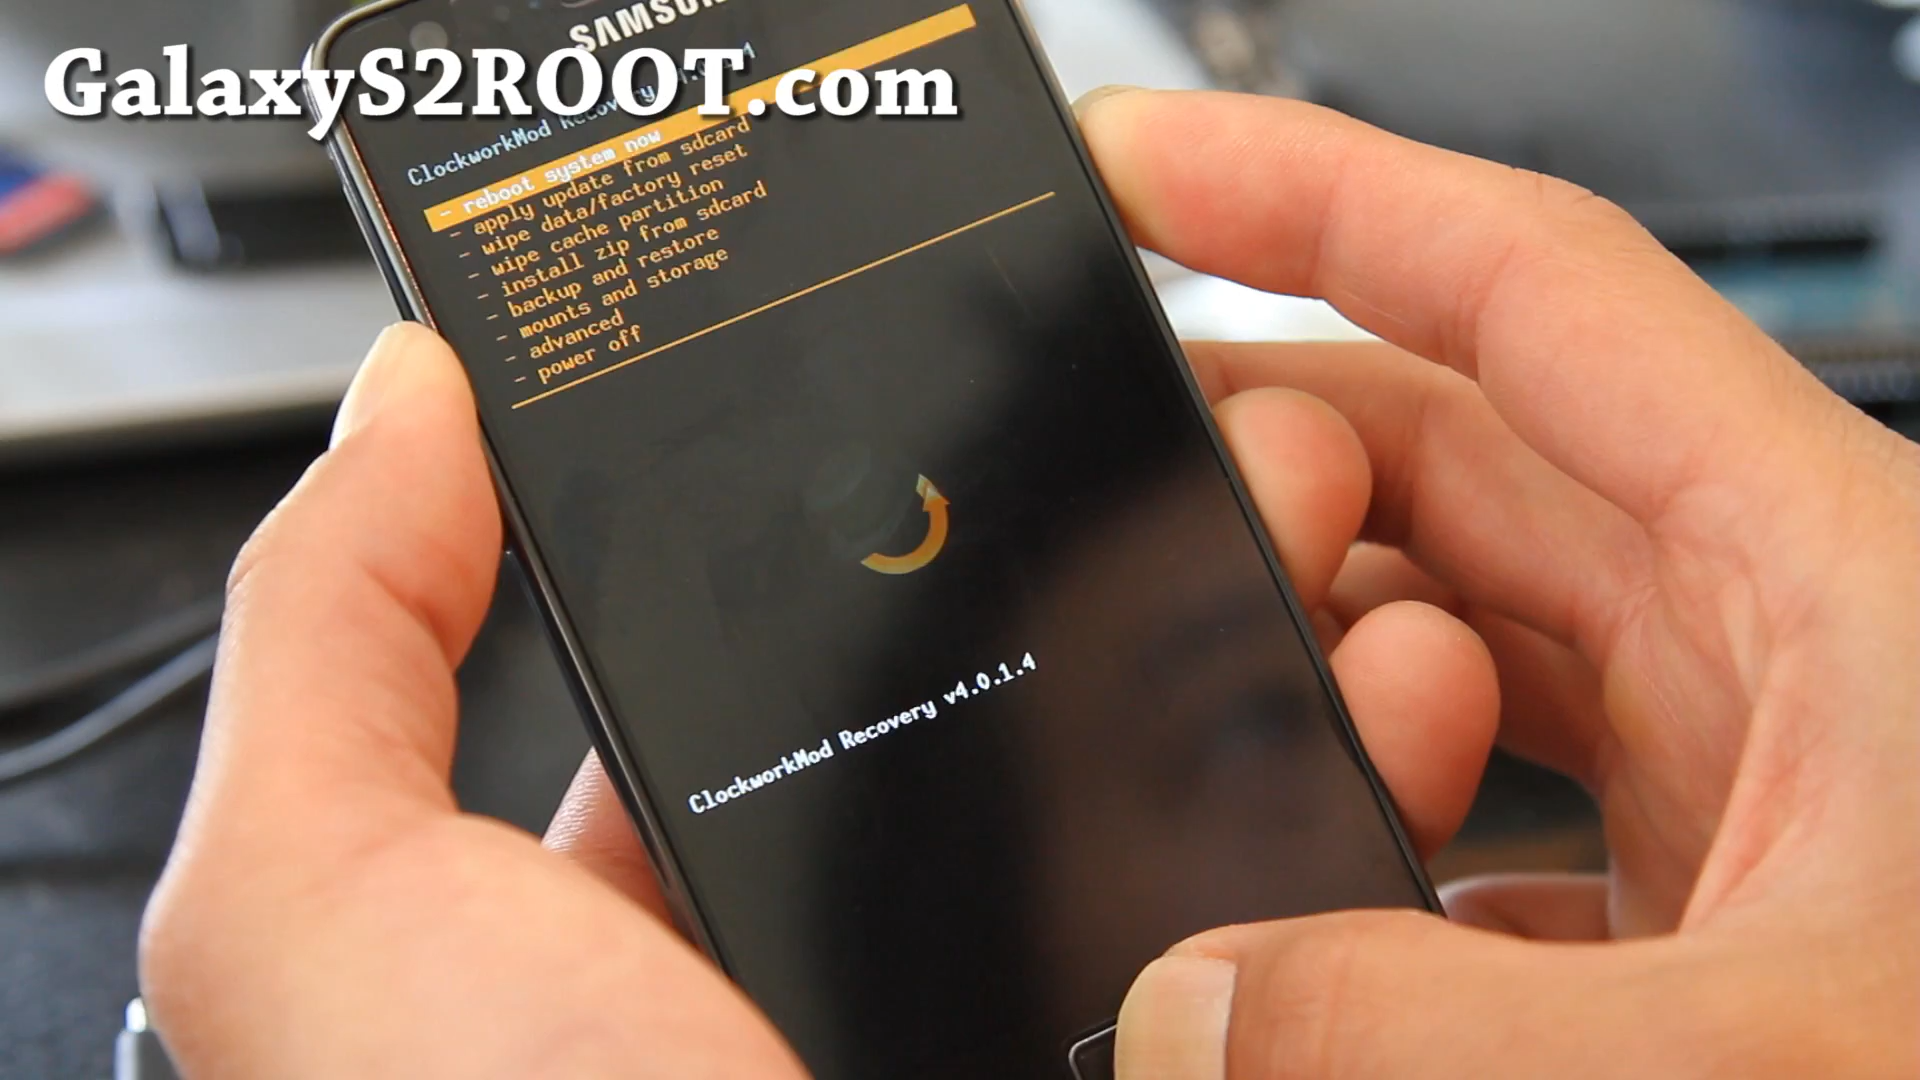 SAMSUNG
GalaxyS2ROOT.com
ClockworkMod Recovery
- reboot system now
- apply update from sdcard
- wipe data/factory reset
- wipe cache partition
- install zip from sdcard
- backup and restore
- mounts and storage
- advanced
- power off
ClockworkMod Recovery v4.0.1.4